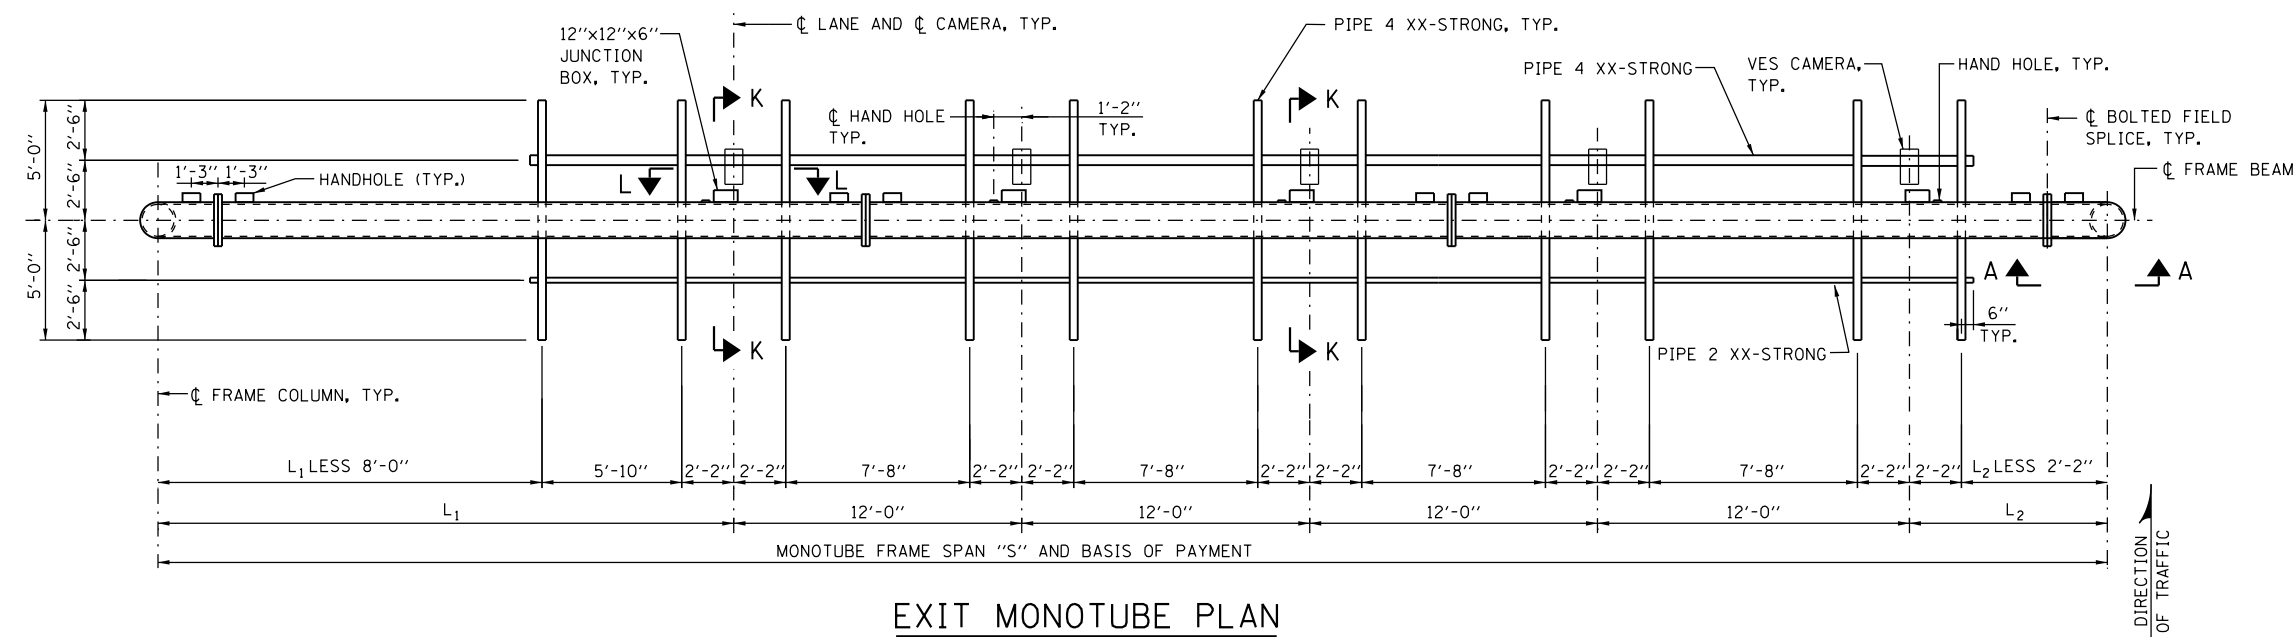 ℄ LANE AND ℄ CAMERA, TYP.
12"x12"x6"
JUNCTION
BOX, TYP.
PIPE 4 XX-STRONG, TYP.
PIPE 4 XX-STRONG
VES CAMERA,
TYP.
HAND HOLE, TYP.
℄ HAND HOLE
TYP.
1'-2"
TYP.
℄ BOLTED FIELD
SPLICE, TYP.
℄ FRAME BEAM
K
K
5'-0"
2'-6"
2'-6"
1'-3"
1'-3"
HANDHOLE (TYP.)
L
L
5'-0"
2'-6"
2'-6"
A
A
6"
TYP.
K
K
PIPE 2 XX-STRONG
℄ FRAME COLUMN, TYP.
L1 LESS 8'-0"
5'-10"
2'-2"
2'-2"
7'-8"
2'-2"
2'-2"
7'-8"
2'-2"
2'-2"
7'-8"
2'-2"
2'-2"
7'-8"
2'-2"
2'-2"
L2 LESS 2'-2"
L1
12'-0"
12'-0"
12'-0"
12'-0"
L2
MONOTUBE FRAME SPAN "S" AND BASIS OF PAYMENT
DIRECTION
OF TRAFFIC
EXIT MONOTUBE PLAN